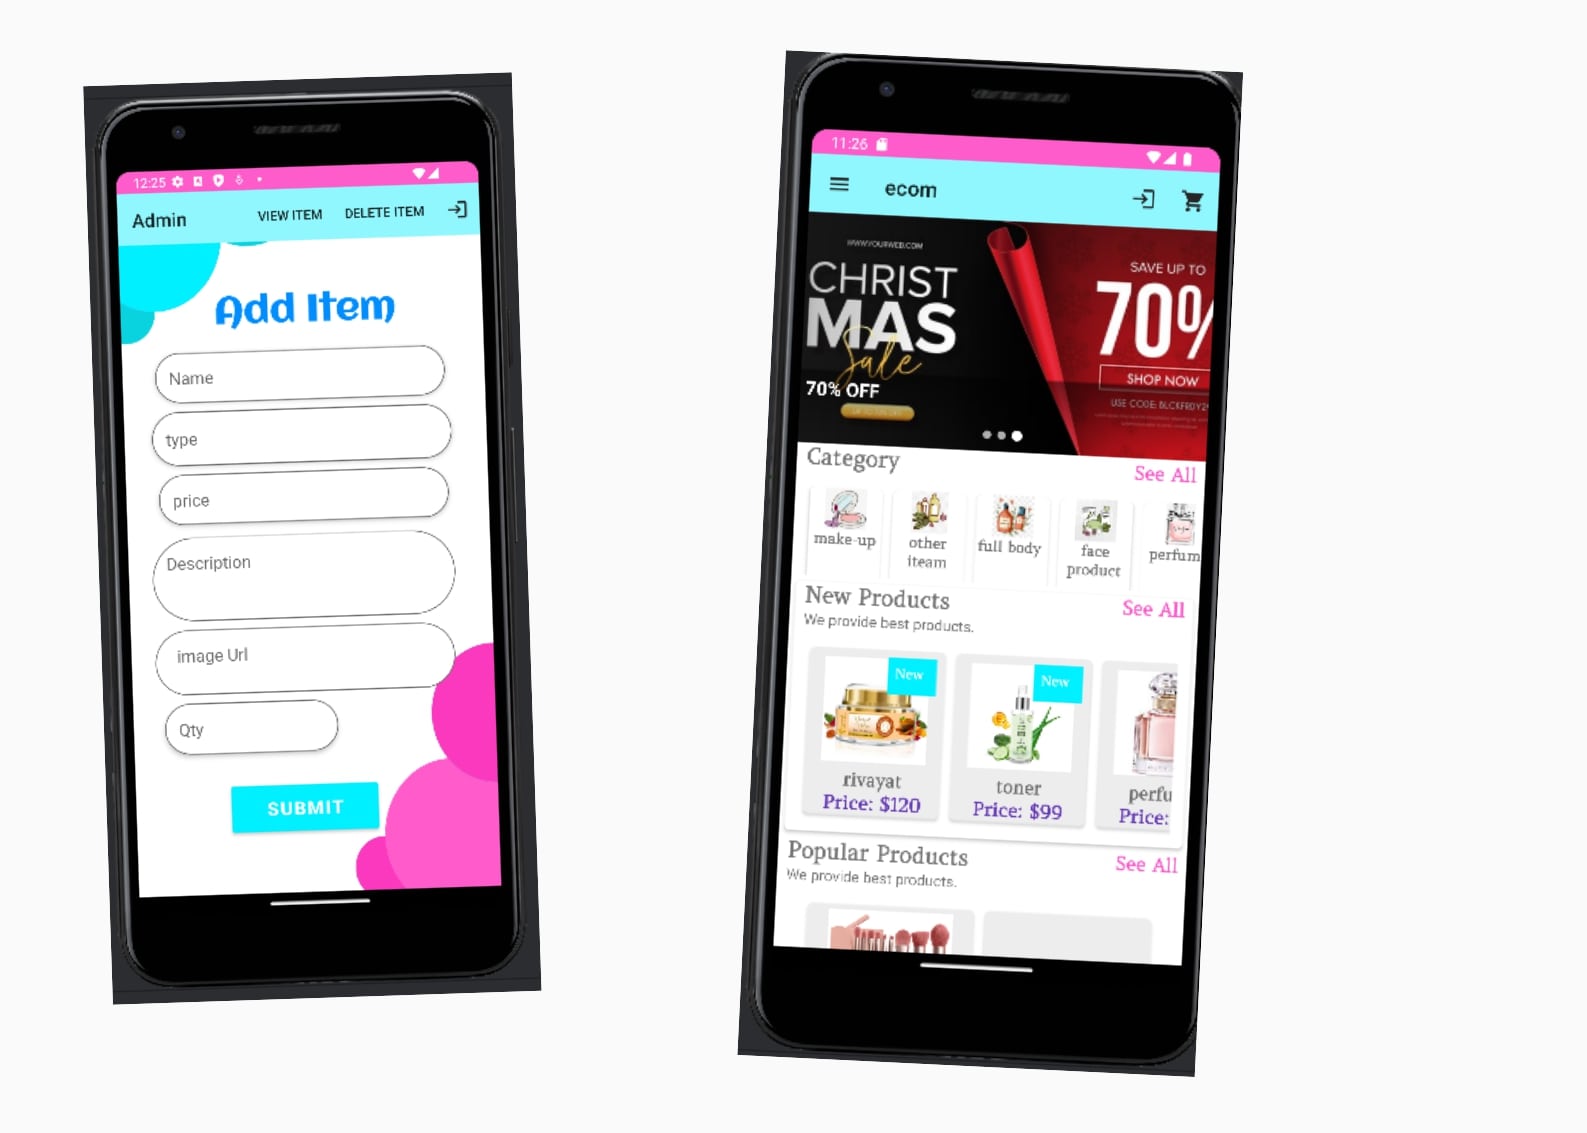 12:25
Admin VIEW ITEM DELETE ITEM
Add Item
Name
type
price
Description
image Url
Qty
SUBMIT
11:26
ecom
WWW.YOURWEB.COM
CHRIST
MAS
Sale
70% OFF
SAVE UP TO
70%
SHOP NOW
USE CODE: BLCKFRDY2
Category See All
make-up
other
iteam
full body
face
product
perfum
New Products See All
We provide best products.
New
rivayat
Price: $120
New
toner
Price: $99
perfu
Price:
Popular Products See All
We provide best products.